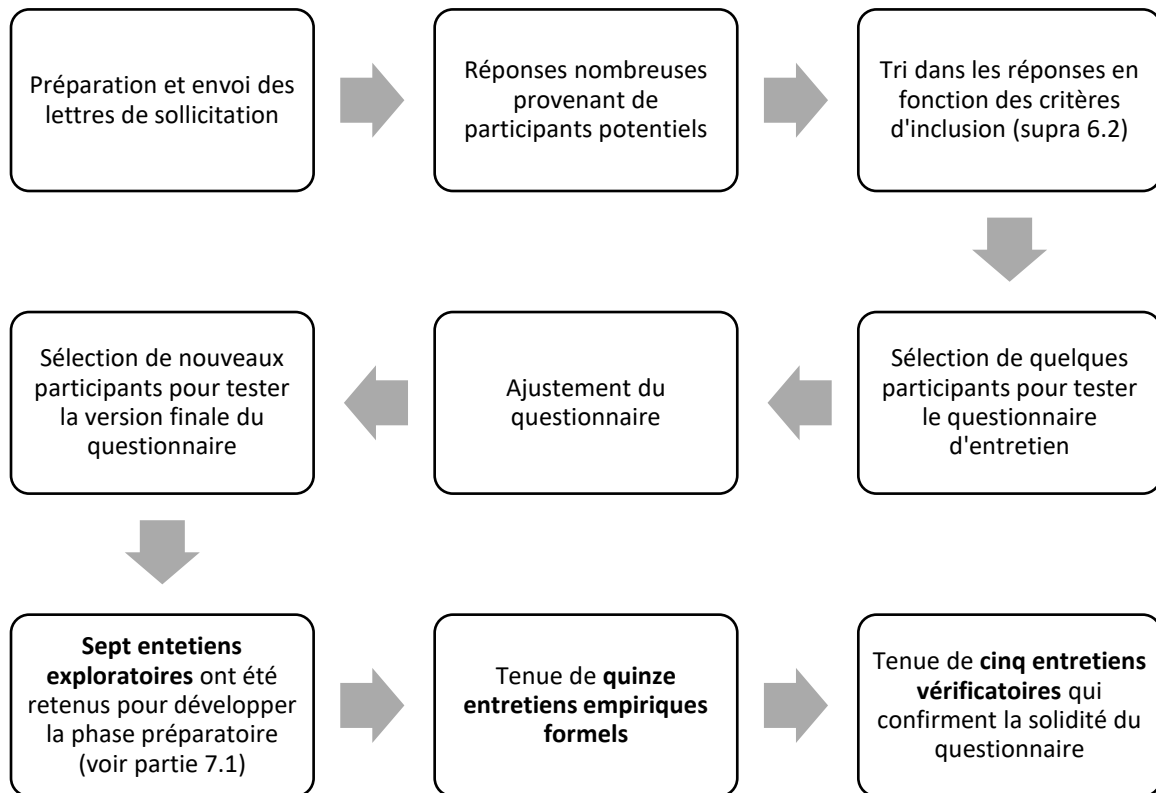 Préparation et envoi des
lettres de sollicitation
Réponses nombreuses
provenant de
participants potentiels
Tri dans les réponses en
fonction des critères
d'inclusion (supra 6.2)
Sélection de quelques
participants pour tester
le questionnaire
d'entretien
Ajustement du
questionnaire
Sélection de nouveaux
participants pour tester
la version finale du
questionnaire
Sept entetiens
exploratoires ont été
retenus pour développer
la phase préparatoire
(voir partie 7.1)
Tenue de quinze
entretiens empiriques
formels
Tenue de cinq entretiens
vérificatoires qui
confirment la solidité du
questionnaire